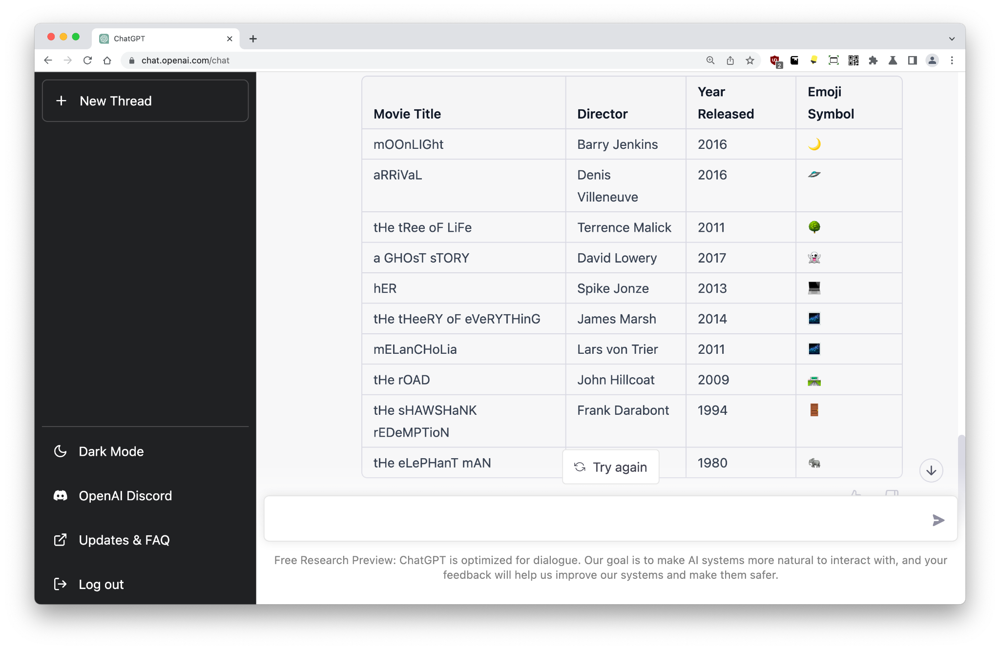 ChatGPT
chat.openai.com/chat
2
New Thread
Dark Mode
OpenAI Discord
Updates & FAQ
Log out
Movie Title Director Year Released Emoji Symbol
mOOnLIGht Barry Jenkins 2016
aRRiVaL Denis Villeneuve 2016
tHe tRee oF LiFe Terrence Malick 2011
a GHOsT sTORY David Lowery 2017
hER Spike Jonze 2013
tHe tHeeRY oF eVeRYTHinG James Marsh 2014
mELanCHoLia Lars von Trier 2011
tHe rOAD John Hillcoat 2009
tHe sHAWSHaNK rEDeMPTioN Frank Darabont 1994
tHe eLePHanT mAN 1980
Try again
Free Research Preview: ChatGPT is optimized for dialogue. Our goal is to make AI systems more natural to interact with, and your
feedback will help us improve our systems and make them safer.